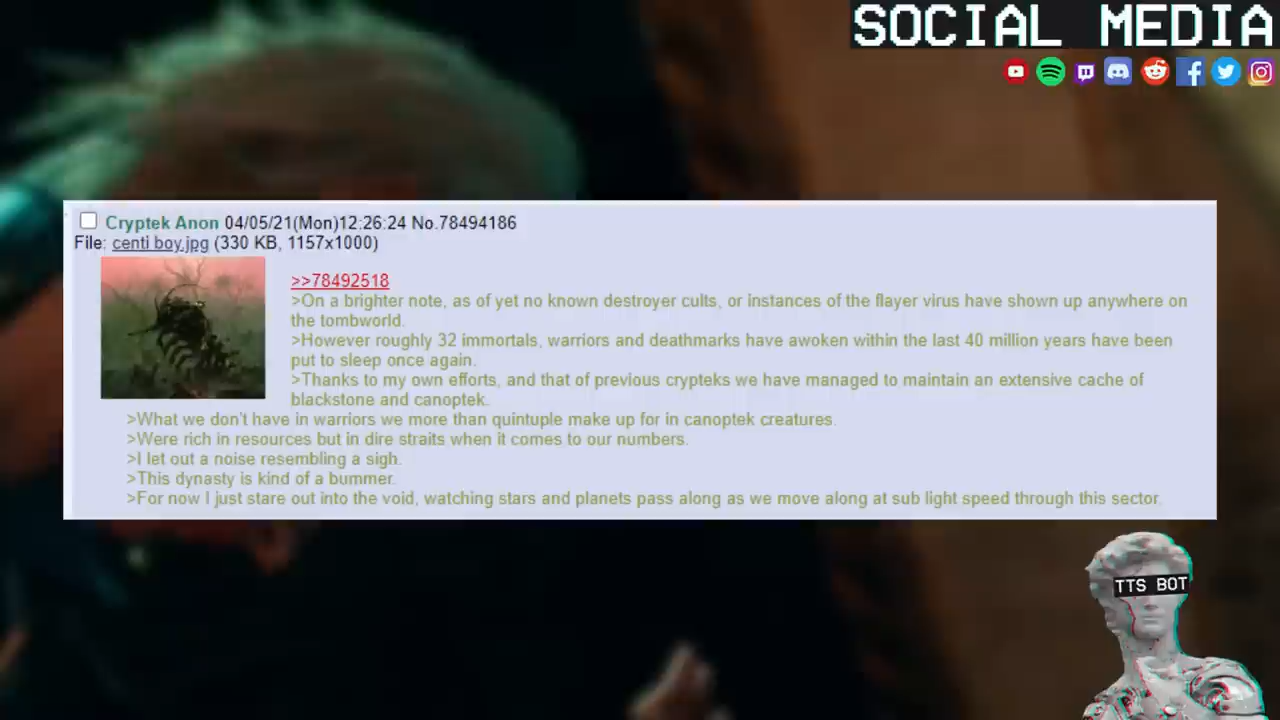 SOCIAL MEDIA
Cryptek Anon 04/05/21(Mon)12:26:24 No.78494186
File: centi boy.jpg (330 KB, 1157x1000)
>>78492518
>On a brighter note, as of yet no known destroyer cults, or instances of the flayer virus have shown up anywhere on
the tombworld.
>However roughly 32 immortals, warriors and deathmarks have awoken within the last 40 million years have been
put to sleep once again.
>Thanks to my own efforts, and that of previous crypteks we have managed to maintain an extensive cache of
blackstone and canoptek.
>What we don't have in warriors we more than quintuple make up for in canoptek creatures.
>Were rich in resources but in dire straits when it comes to our numbers.
>I let out a noise resembling a sigh.
>This dynasty is kind of a bummer.
>For now I just stare out into the void, watching stars and planets pass along as we move along at sub light speed through this sector.
TTS BOT